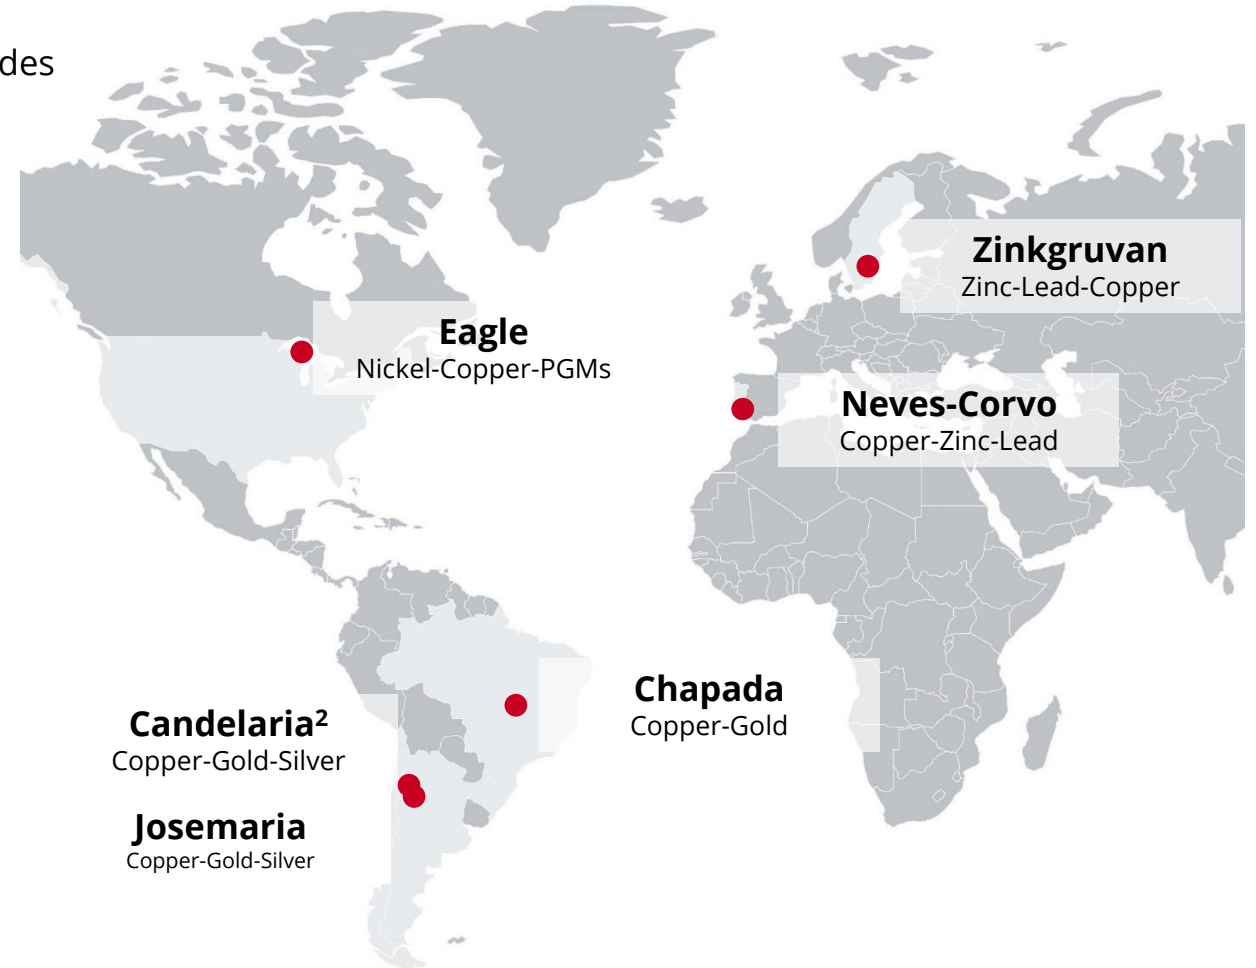 des
Zinkgruvan
Zinc-Lead-Copper
Eagle
Nickel-Copper-PGMs
Neves-Corvo
Copper-Zinc-Lead
Chapada
Copper-Gold
Candelaria²
Copper-Gold-Silver
Josemaria
Copper-Gold-Silver